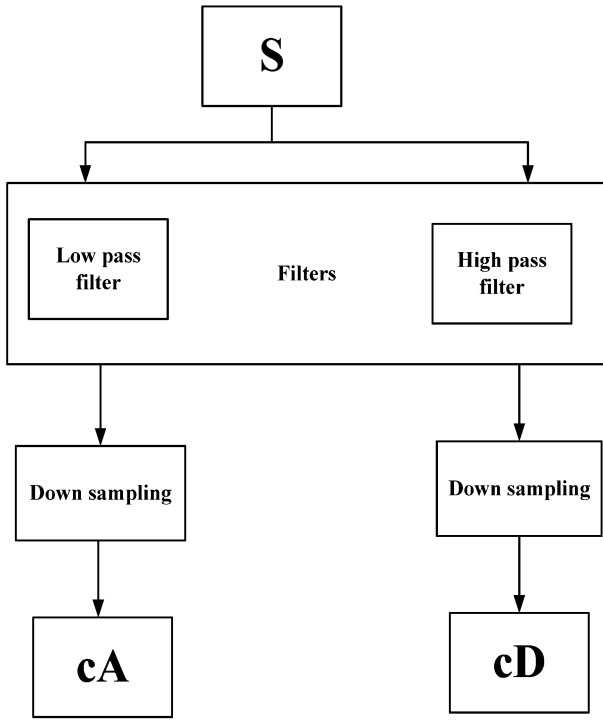 S
Low pass
filter
Filters
High pass
filter
Down sampling
Down sampling
cA
cD